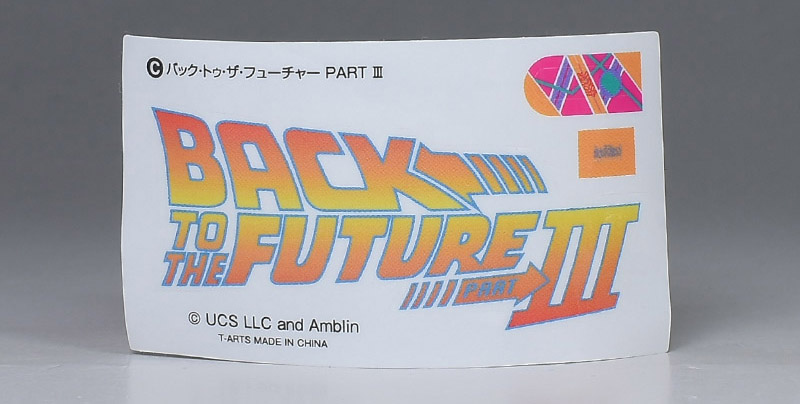 Ⓒバック・トゥ・ザ・フューチャー PART Ⅲ
BACK
TO THE FUTURE
PART III
© UCS LLC and Amblin
T-ARTS MADE IN CHINA